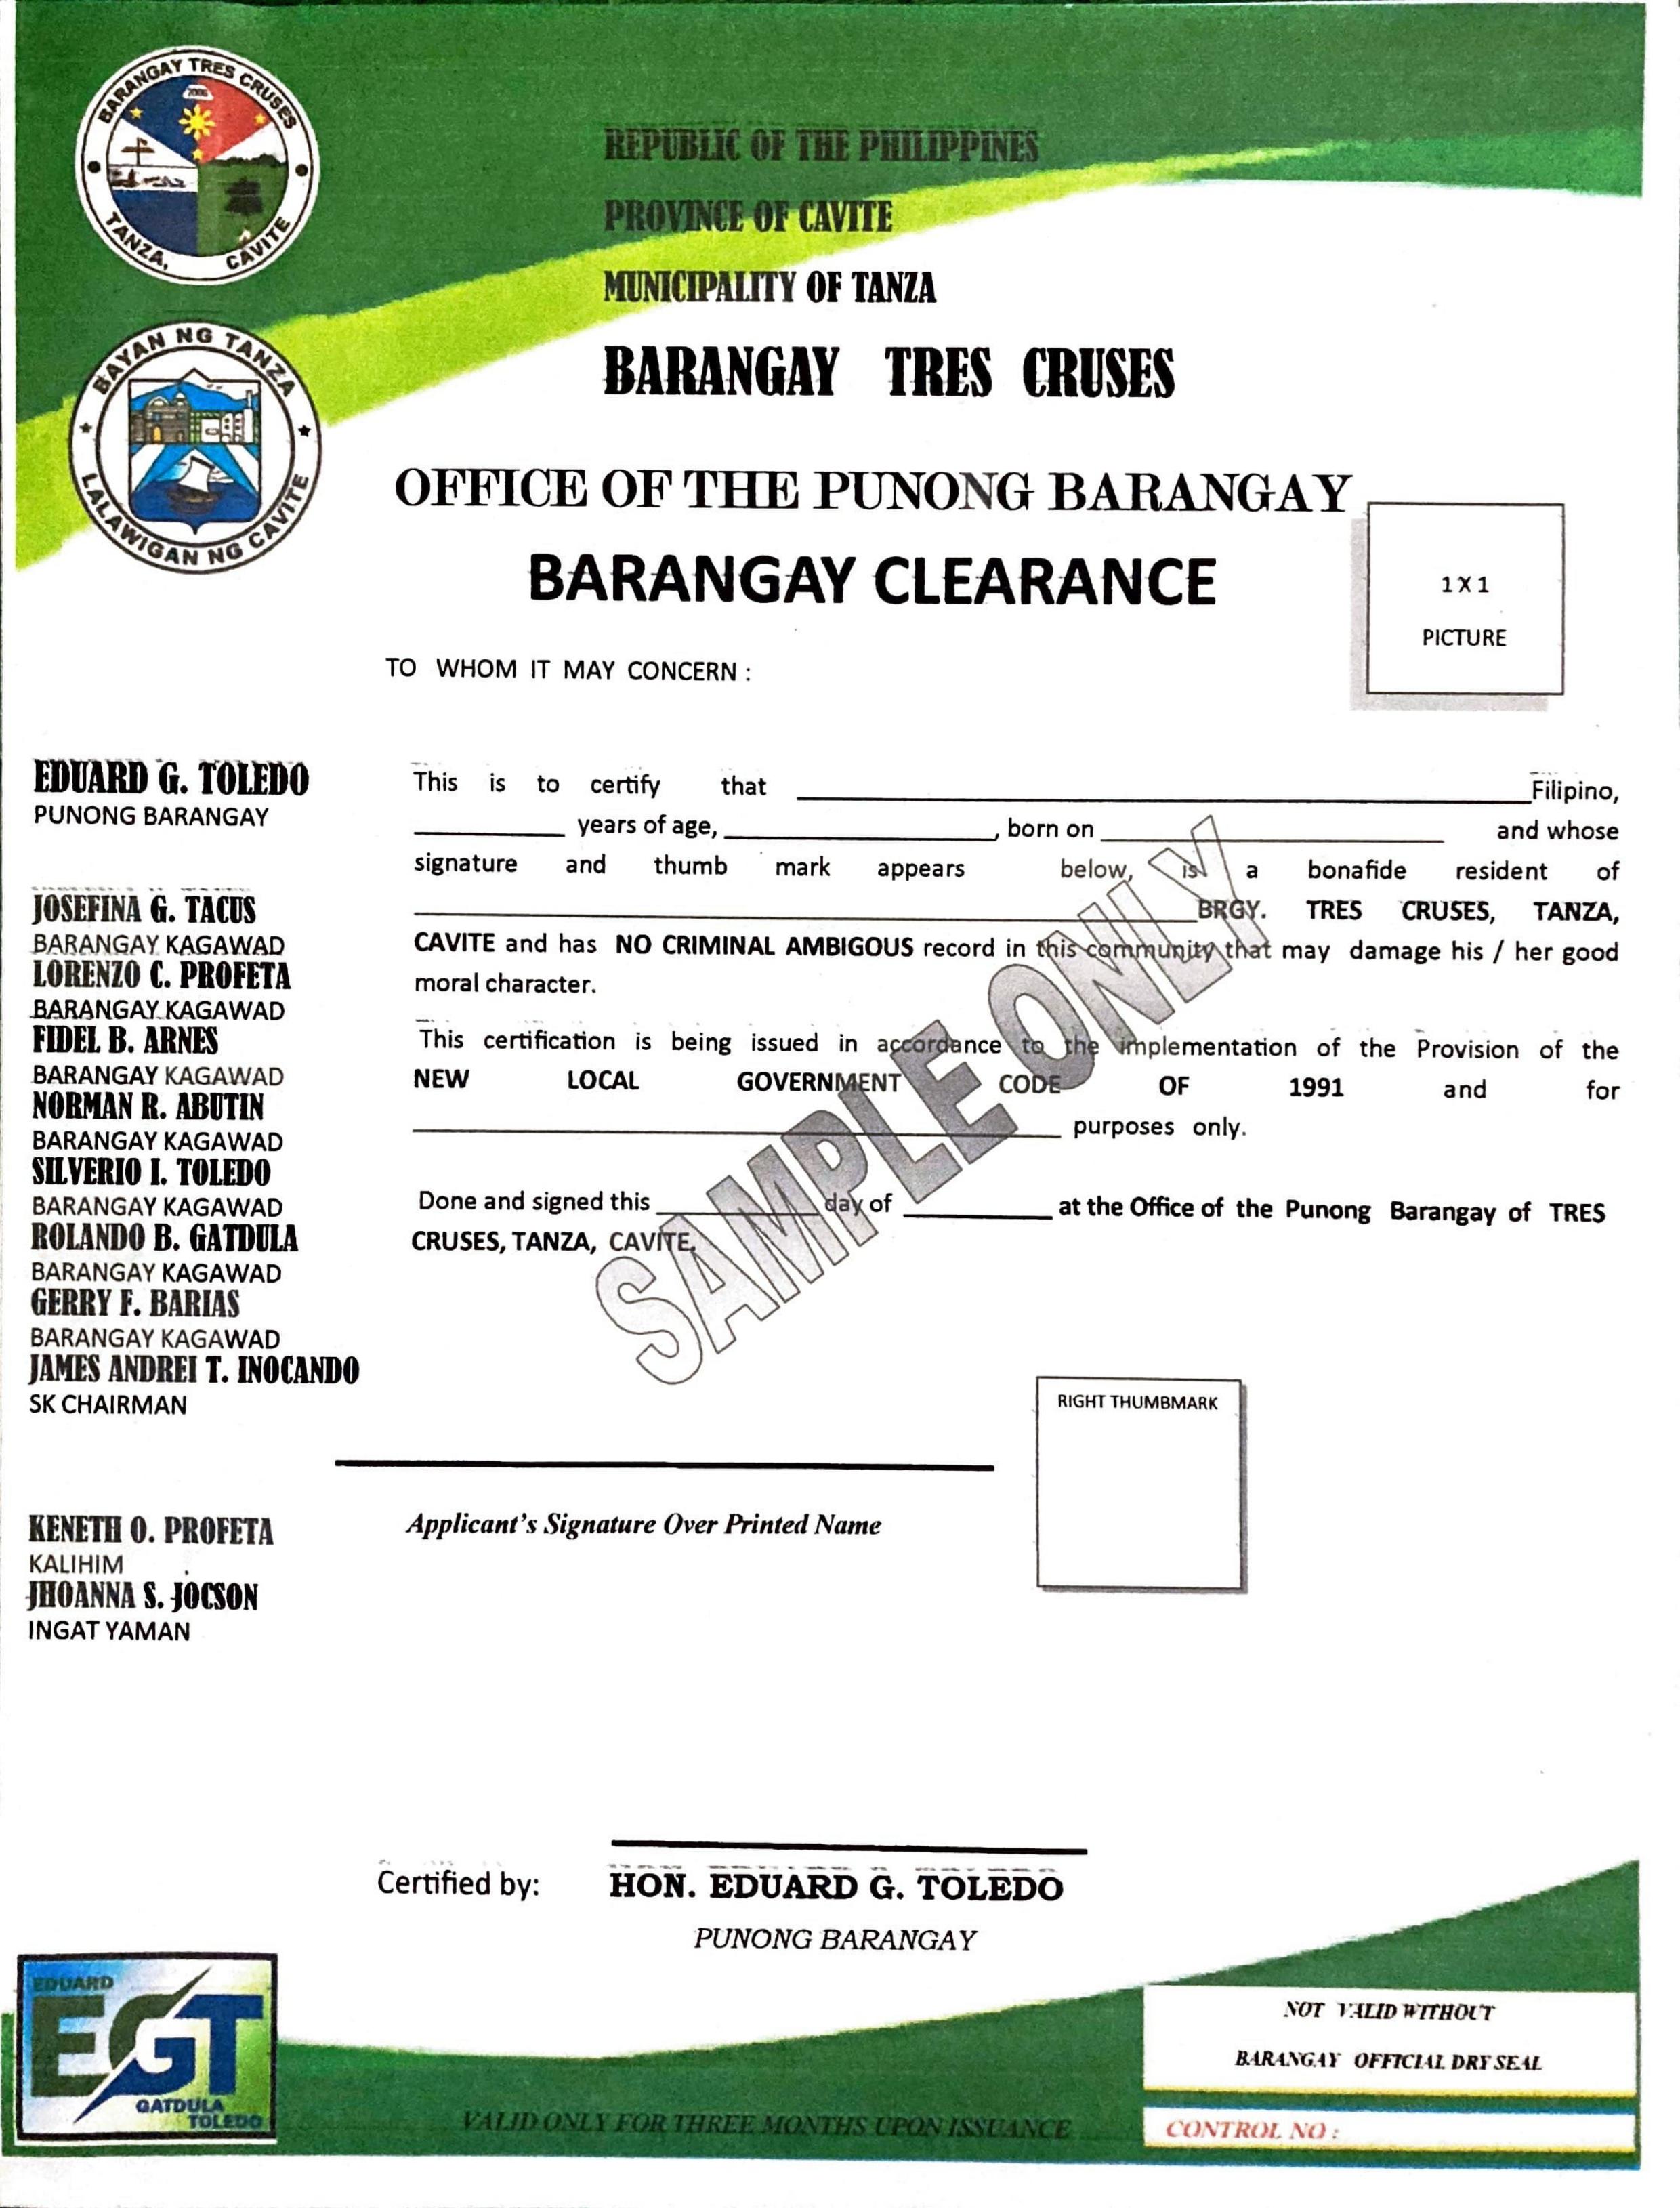 BARANGAY TRES CRUSES
2006
TANZA, CAVITE
REPUBLIC OF THE PHILIPPINES
PROVINCE OF CAVITE
MUNICIPALITY OF TANZA
BARANGAY TRES CRUSES
BAYAN NG TANZA
LALAWIGAN NG CAVITE
OFFICE OF THE PUNONG BARANGAY
BARANGAY CLEARANCE
1 X 1
PICTURE
TO WHOM IT MAY CONCERN :
EDUARD G. TOLEDO
PUNONG BARANGAY
JOSEFINA G. TACUS
BARANGAY KAGAWAD
LORENZO C. PROFETA
BARANGAY KAGAWAD
FIDEL B. ARNES
BARANGAY KAGAWAD
NORMAN R. ABUTIN
BARANGAY KAGAWAD
SILVERIO I. TOLEDO
BARANGAY KAGAWAD
ROLANDO B. GATDULA
BARANGAY KAGAWAD
GERRY F. BARIAS
BARANGAY KAGAWAD
JAMES ANDREI T. INOCANDO
SK CHAIRMAN
KENETH O. PROFETA
KALIHIM
JHOANNA S. JOCSON
INGAT YAMAN
This is to certify that ____________________ Filipino,
__________ years of age, __________, born on __________ and whose
signature and thumb mark appears below, is a bonafide resident of
____________________ BRGY. TRES CRUSES, TANZA,
CAVITE and has NO CRIMINAL AMBIGOUS record in this community that may damage his / her good
moral character.
This certification is being issued in accordance to the implementation of the Provision of the
NEW LOCAL GOVERNMENT CODE OF 1991 and for
____________________ purposes only.
Done and signed this __________ day of __________ at the Office of the Punong Barangay of TRES
CRUSES, TANZA, CAVITE.
SAMPLE ONLY
RIGHT THUMBMARK
Applicant's Signature Over Printed Name
Certified by: HON. EDUARD G. TOLEDO
PUNONG BARANGAY
EDUARD
EGT
GATDULA
TOLEDO
VALID ONLY FOR THREE MONTHS UPON ISSUANCE
NOT VALID WITHOUT
BARANGAY OFFICIAL DRY SEAL
CONTROL NO :